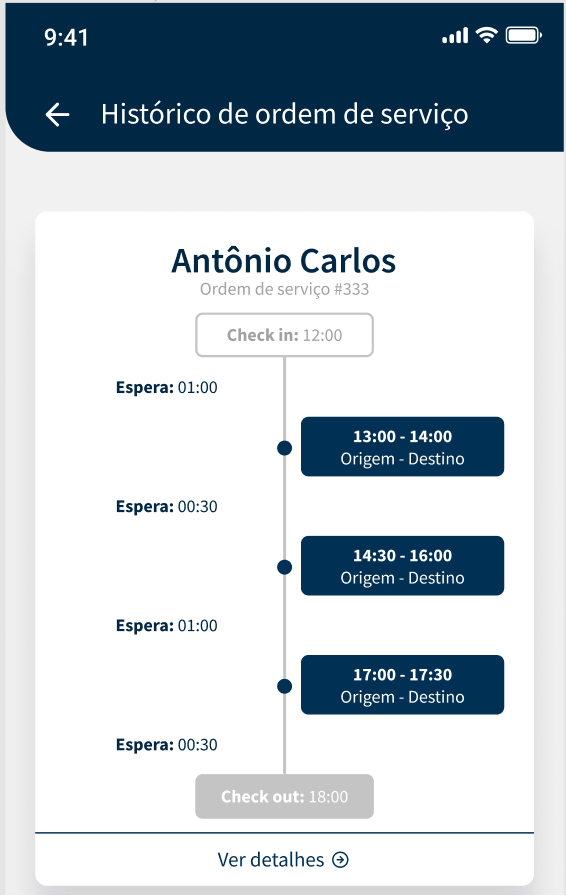 9:41
Histórico de ordem de serviço
Antônio Carlos
Ordem de serviço #333
Check in: 12:00
Espera: 01:00
13:00 - 14:00
Origem - Destino
Espera: 00:30
14:30 - 16:00
Origem - Destino
Espera: 01:00
17:00 - 17:30
Origem - Destino
Espera: 00:30
Check out: 18:00
Ver detalhes